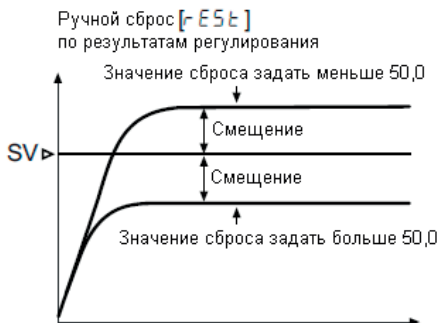 Ручной сброс [rESt]
по результатам регулирования
Значение сброса задать меньше 50,0
Смещение
SV
Смещение
Значение сброса задать больше 50,0